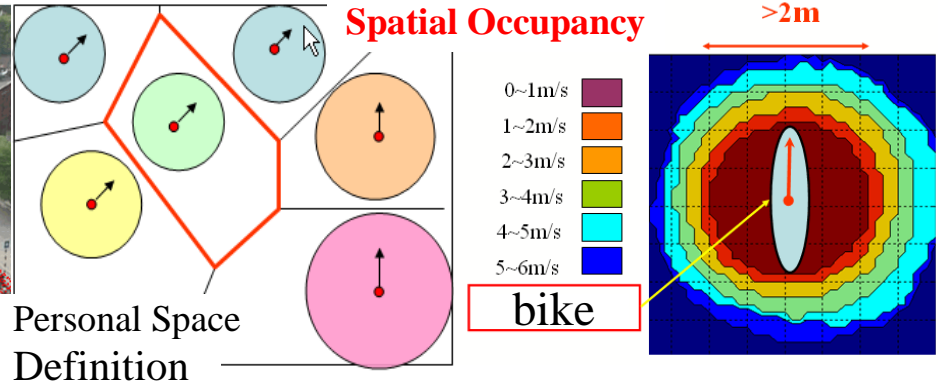 Spatial Occupancy
>2m
0~1m/s
1~2m/s
2~3m/s
3~4m/s
4~5m/s
5~6m/s
bike
Personal Space
Definition